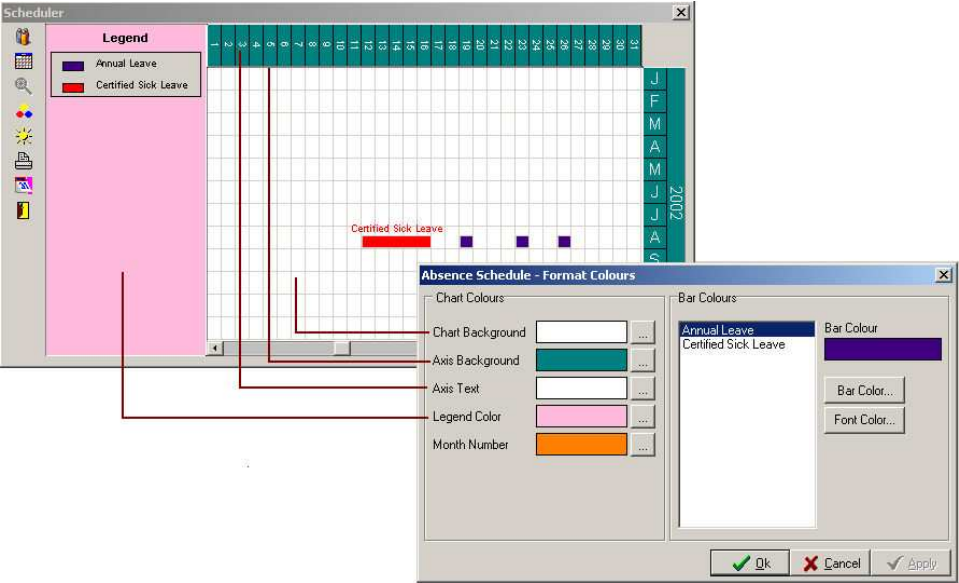 Scheduler
Legend
Annual Leave
Certified Sick Leave
1 2 3 4 5 6 7 8 9 10 11 12 13 14 15 16 17 18 19 20 21 22 23 24 25 26 27 28 29 30 31
J
F
M
A
M
J
J
A
S
2002
Certified Sick Leave
Absence Schedule - Format Colours
Chart Colours
Chart Background ...
Axis Background ...
Axis Text ...
Legend Color ...
Month Number ...
Bar Colours
Annual Leave
Certified Sick Leave
Bar Colour
Bar Color...
Font Color...
Ok Cancel Apply